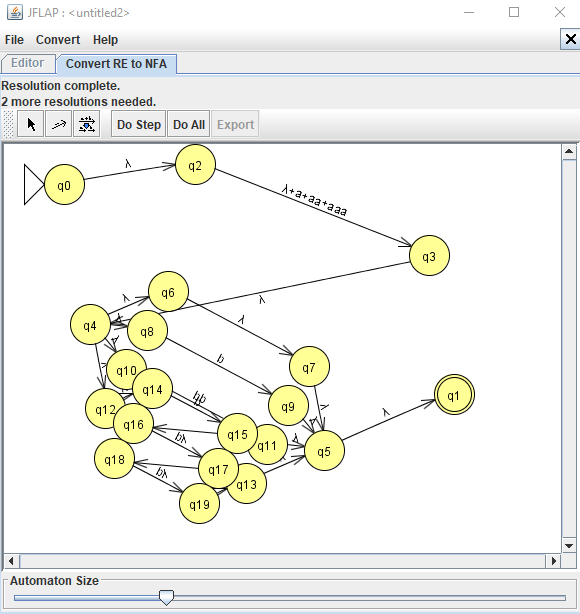 JFLAP : <untitled2>
File Convert Help
Editor
Convert RE to NFA
Resolution complete.
2 more resolutions needed.
Do Step
Do All
Export
λ
q0
q2
λ+a+aa+aaa
q3
λ
λ
q6
q4
q8
λ
b
q7
q10
q14
q12
q9
λ
q1
λ
q16
bλ
q15
q11
q5
q18
bλ
q17
q13
q19
Automaton Size